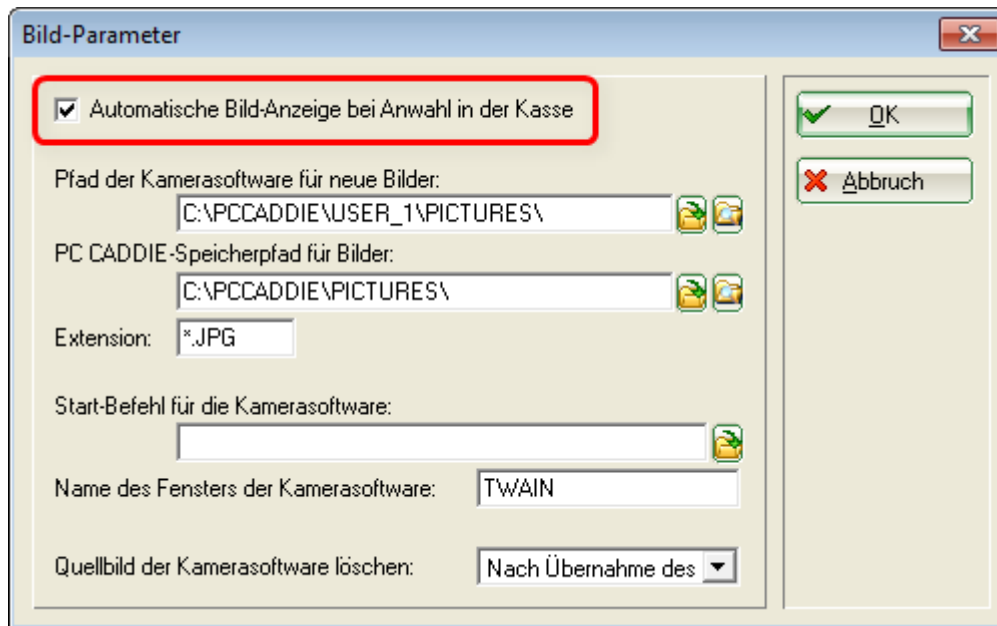 Bild-Parameter
Automatische Bild-Anzeige bei Anwahl in der Kasse
OK
Pfad der Kamerasoftware für neue Bilder:
Abbruch
C:\PCCADDIE\USER_1\PICTURES\
PC CADDIE-Speicherpfad für Bilder:
C:\PCCADDIE\PICTURES\
Extension: *.JPG
Start-Befehl für die Kamerasoftware:
Name des Fensters der Kamerasoftware: TWAIN
Quellbild der Kamerasoftware löschen: Nach Übernahme des